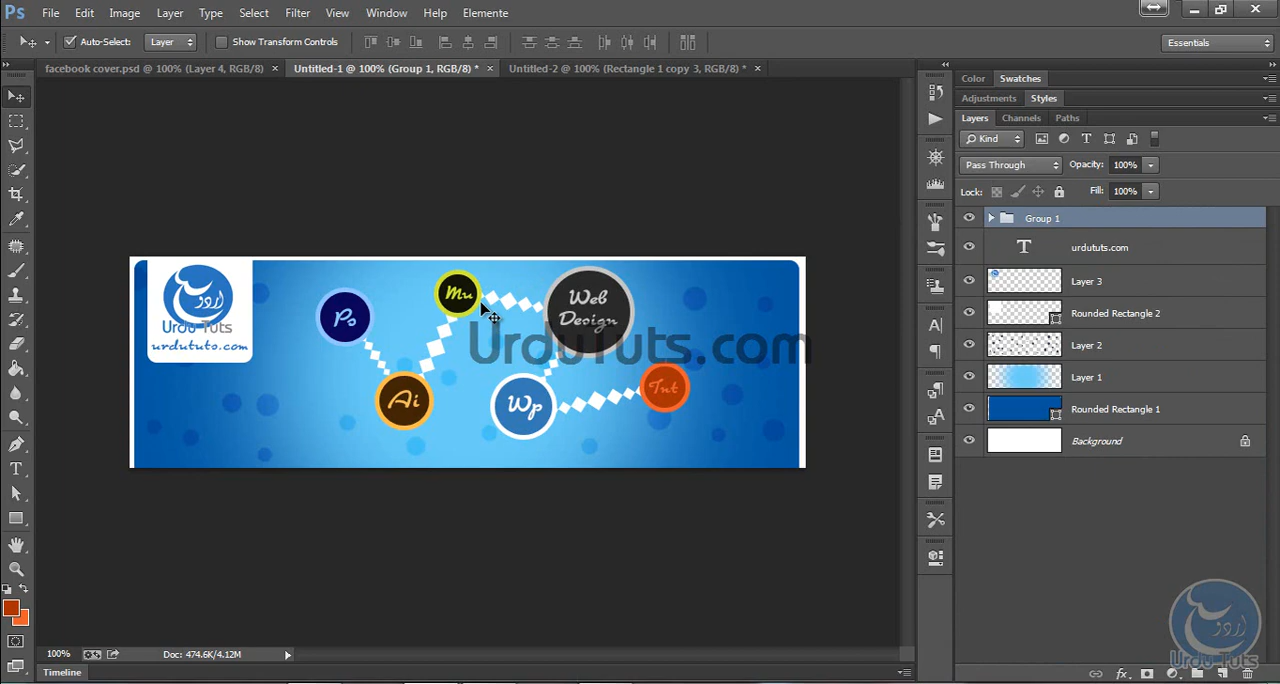 Ps File Edit Image Layer Type Select Filter View Window Help Elemente
Auto-Select: Layer Show Transform Controls Essentials
facebook cover.psd @ 100% (Layer 4, RGB/8) × Untitled-1 @ 100% (Group 1, RGB/8) * × Untitled-2 @ 100% (Rectangle 1 copy 3, RGB/8) * ×
Color Swatches
Adjustments Styles
Layers Channels Paths
Kind
Pass Through Opacity: 100%
Lock: Fill: 100%
Group 1
urdututs.com
Layer 3
Rounded Rectangle 2
Layer 2
Layer 1
Rounded Rectangle 1
Background
اردو
Urdu Tuts
urdututs.com
Ps
Mu
Web
Design
UrduTuts.com
Ai
Wp
Tut
اردو
Urdu Tuts
100% Doc: 474.6K/4.12M
Timeline